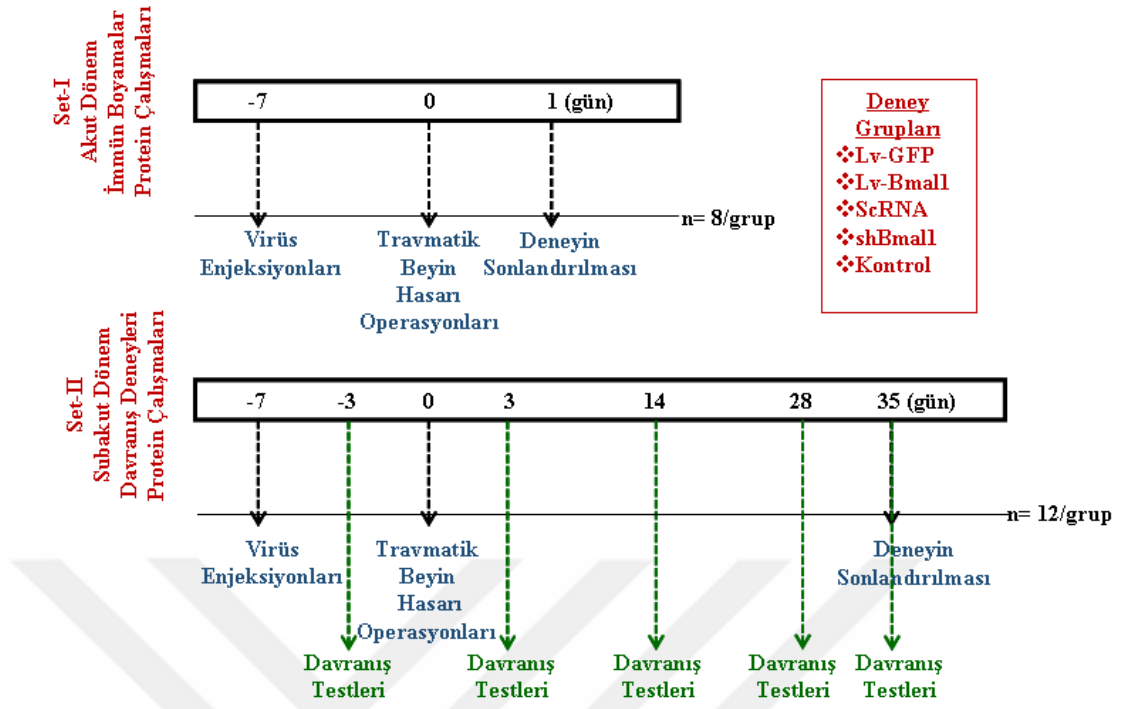 Set-I
Akut Dönem
İmmün Boyamalar
Protein Çalışmaları
-7 0 1 (gün)
n= 8/grup
Virüs
Enjeksiyonları
Travmatik
Beyin
Hasarı
Operasyonları
Deneyin
Sonlandırılması
Deney
Grupları
❖Lv-GFP
❖Lv-Bmal1
❖ScRNA
❖shBmal1
❖Kontrol
Set-II
Subakut Dönem
Davranış Deneyleri
Protein Çalışmaları
-7 -3 0 3 14 28 35 (gün)
n= 12/grup
Virüs
Enjeksiyonları
Travmatik
Beyin
Hasarı
Operasyonları
Deneyin
Sonlandırılması
Davranış
Testleri
Davranış
Testleri
Davranış
Testleri
Davranış
Testleri
Davranış
Testleri